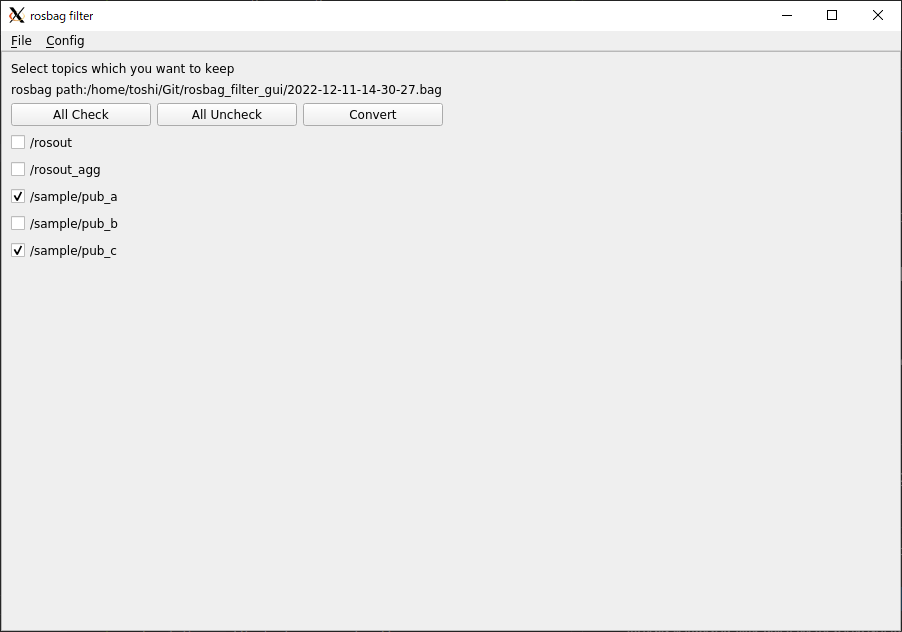 rosbag filter
File Config
Select topics which you want to keep
rosbag path:/home/toshi/Git/rosbag_filter_gui/2022-12-11-14-30-27.bag
All Check All Uncheck Convert
/rosout
/rosout_agg
/sample/pub_a
/sample/pub_b
/sample/pub_c